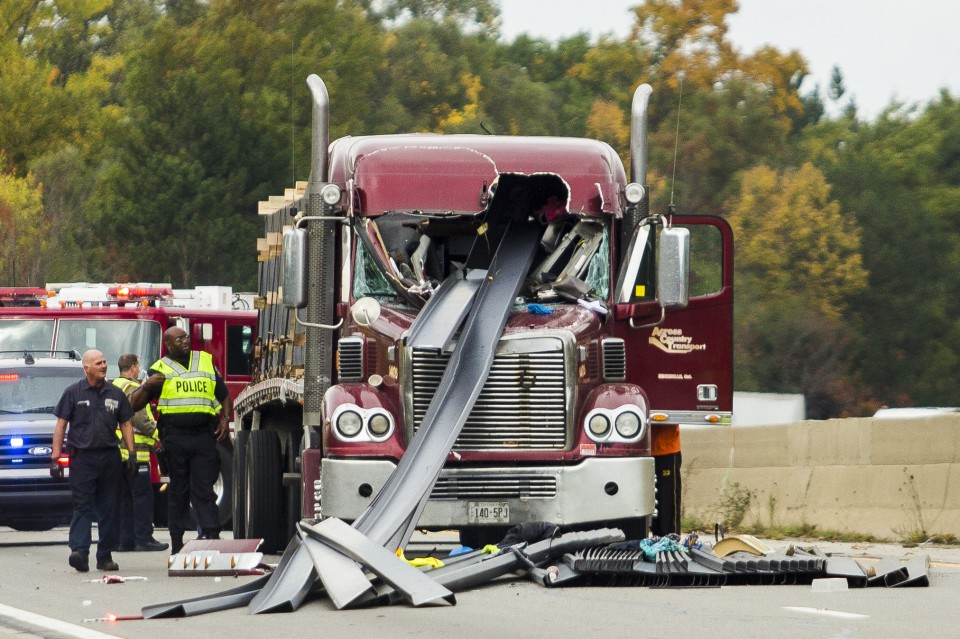 POLICE
Across
Country
Transport
140-5PJ